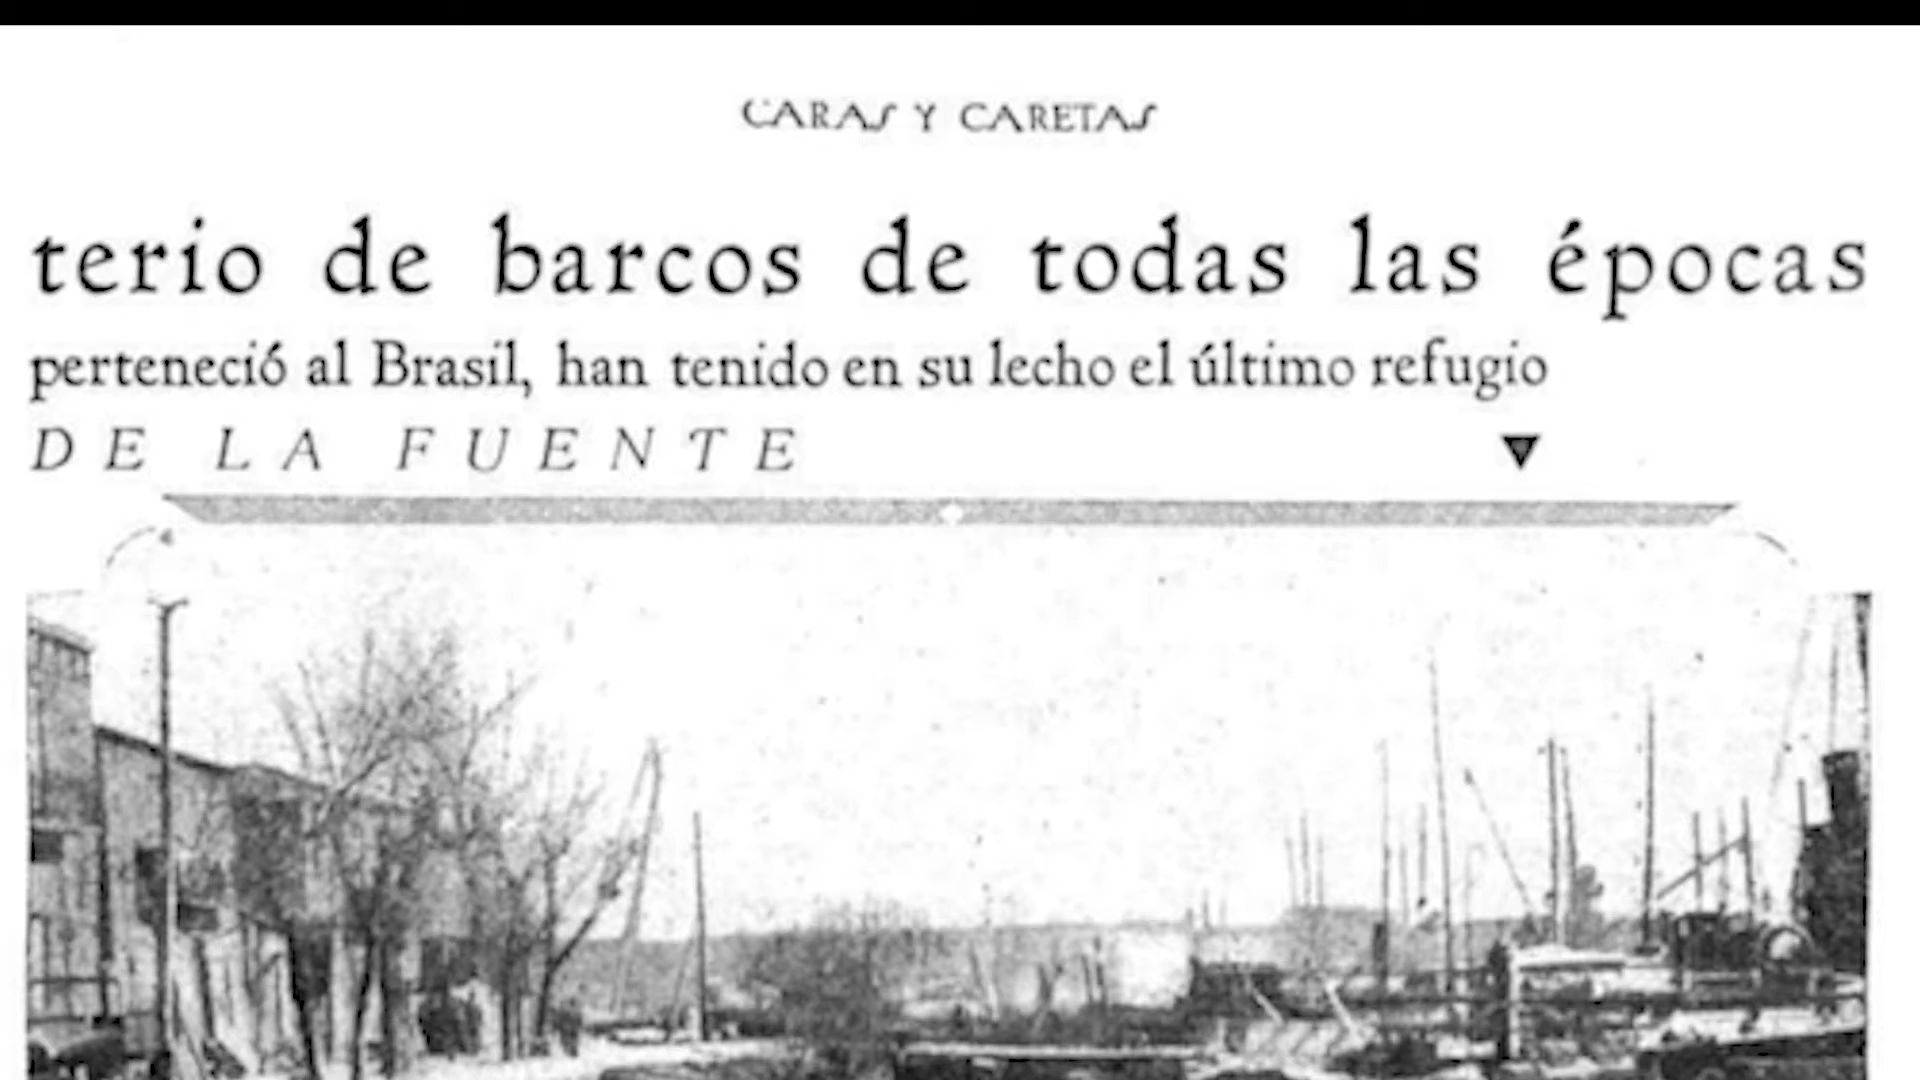 CARAS Y CARETAS
terio de barcos de todas las épocas
perteneció al Brasil, han tenido en su lecho el último refugio
DE LA FUENTE